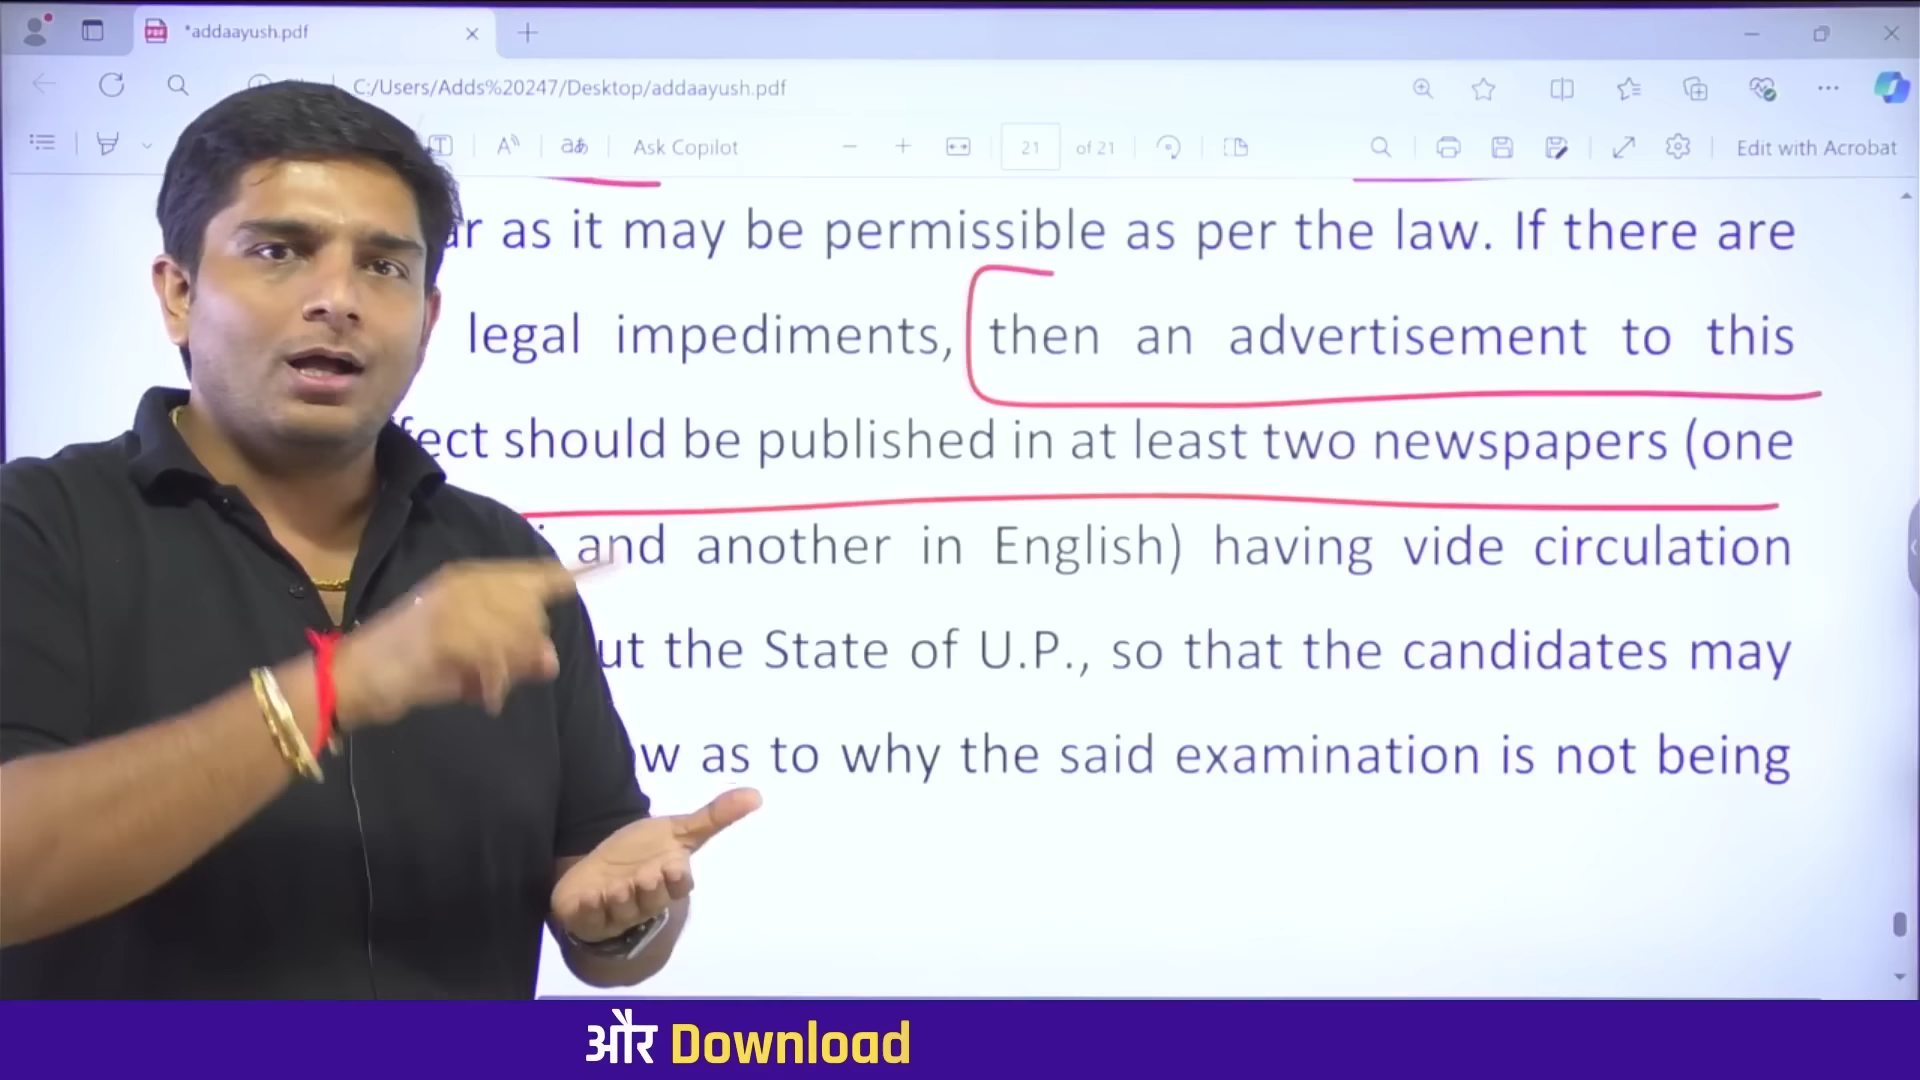 *addaayush.pdf
C:/Users/Adds%20247/Desktop/addaayush.pdf
Ask Copilot
21 of 21
Edit with Acrobat
as it may be permissible as per the law. If there are
legal impediments, then an advertisement to this
should be published in at least two newspapers (one
and another in English) having vide circulation
the State of U.P., so that the candidates may
as to why the said examination is not being
और Download